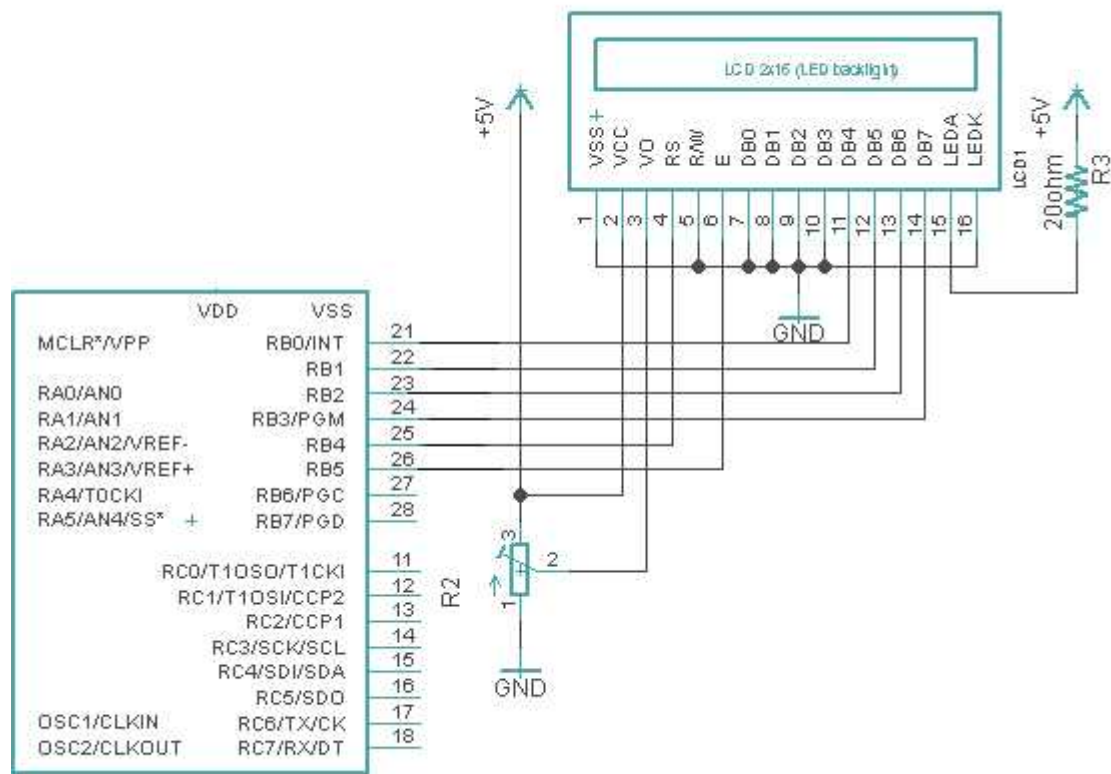 LCD 2x16 (LED backlight)
+5V
VSS
VCC
VO
RS
R/W
E
DB0
DB1
DB2
DB3
DB4
DB5
DB6
DB7
LEDA
LEDK
LCD1
+5V
20ohm
R3
1
2
3
4
5
6
7
8
9
10
11
12
13
14
15
16
GND
VDD VSS
MCLR*/VPP RB0/INT 21
RB1 22
RA0/AN0 RB2 23
RA1/AN1 RB3/PGM 24
RA2/AN2/VREF- RB4 25
RA3/AN3/VREF+ RB5 26
RA4/T0CKI RB6/PGC 27
RA5/AN4/SS* RB7/PGD 28
RC0/T1OSO/T1CKI 11
RC1/T1OSI/CCP2 12
RC2/CCP1 13
RC3/SCK/SCL 14
RC4/SDI/SDA 15
RC5/SDO 16
OSC1/CLKIN RC6/TX/CK 17
OSC2/CLKOUT RC7/RX/DT 18
R2
3
2
1
GND